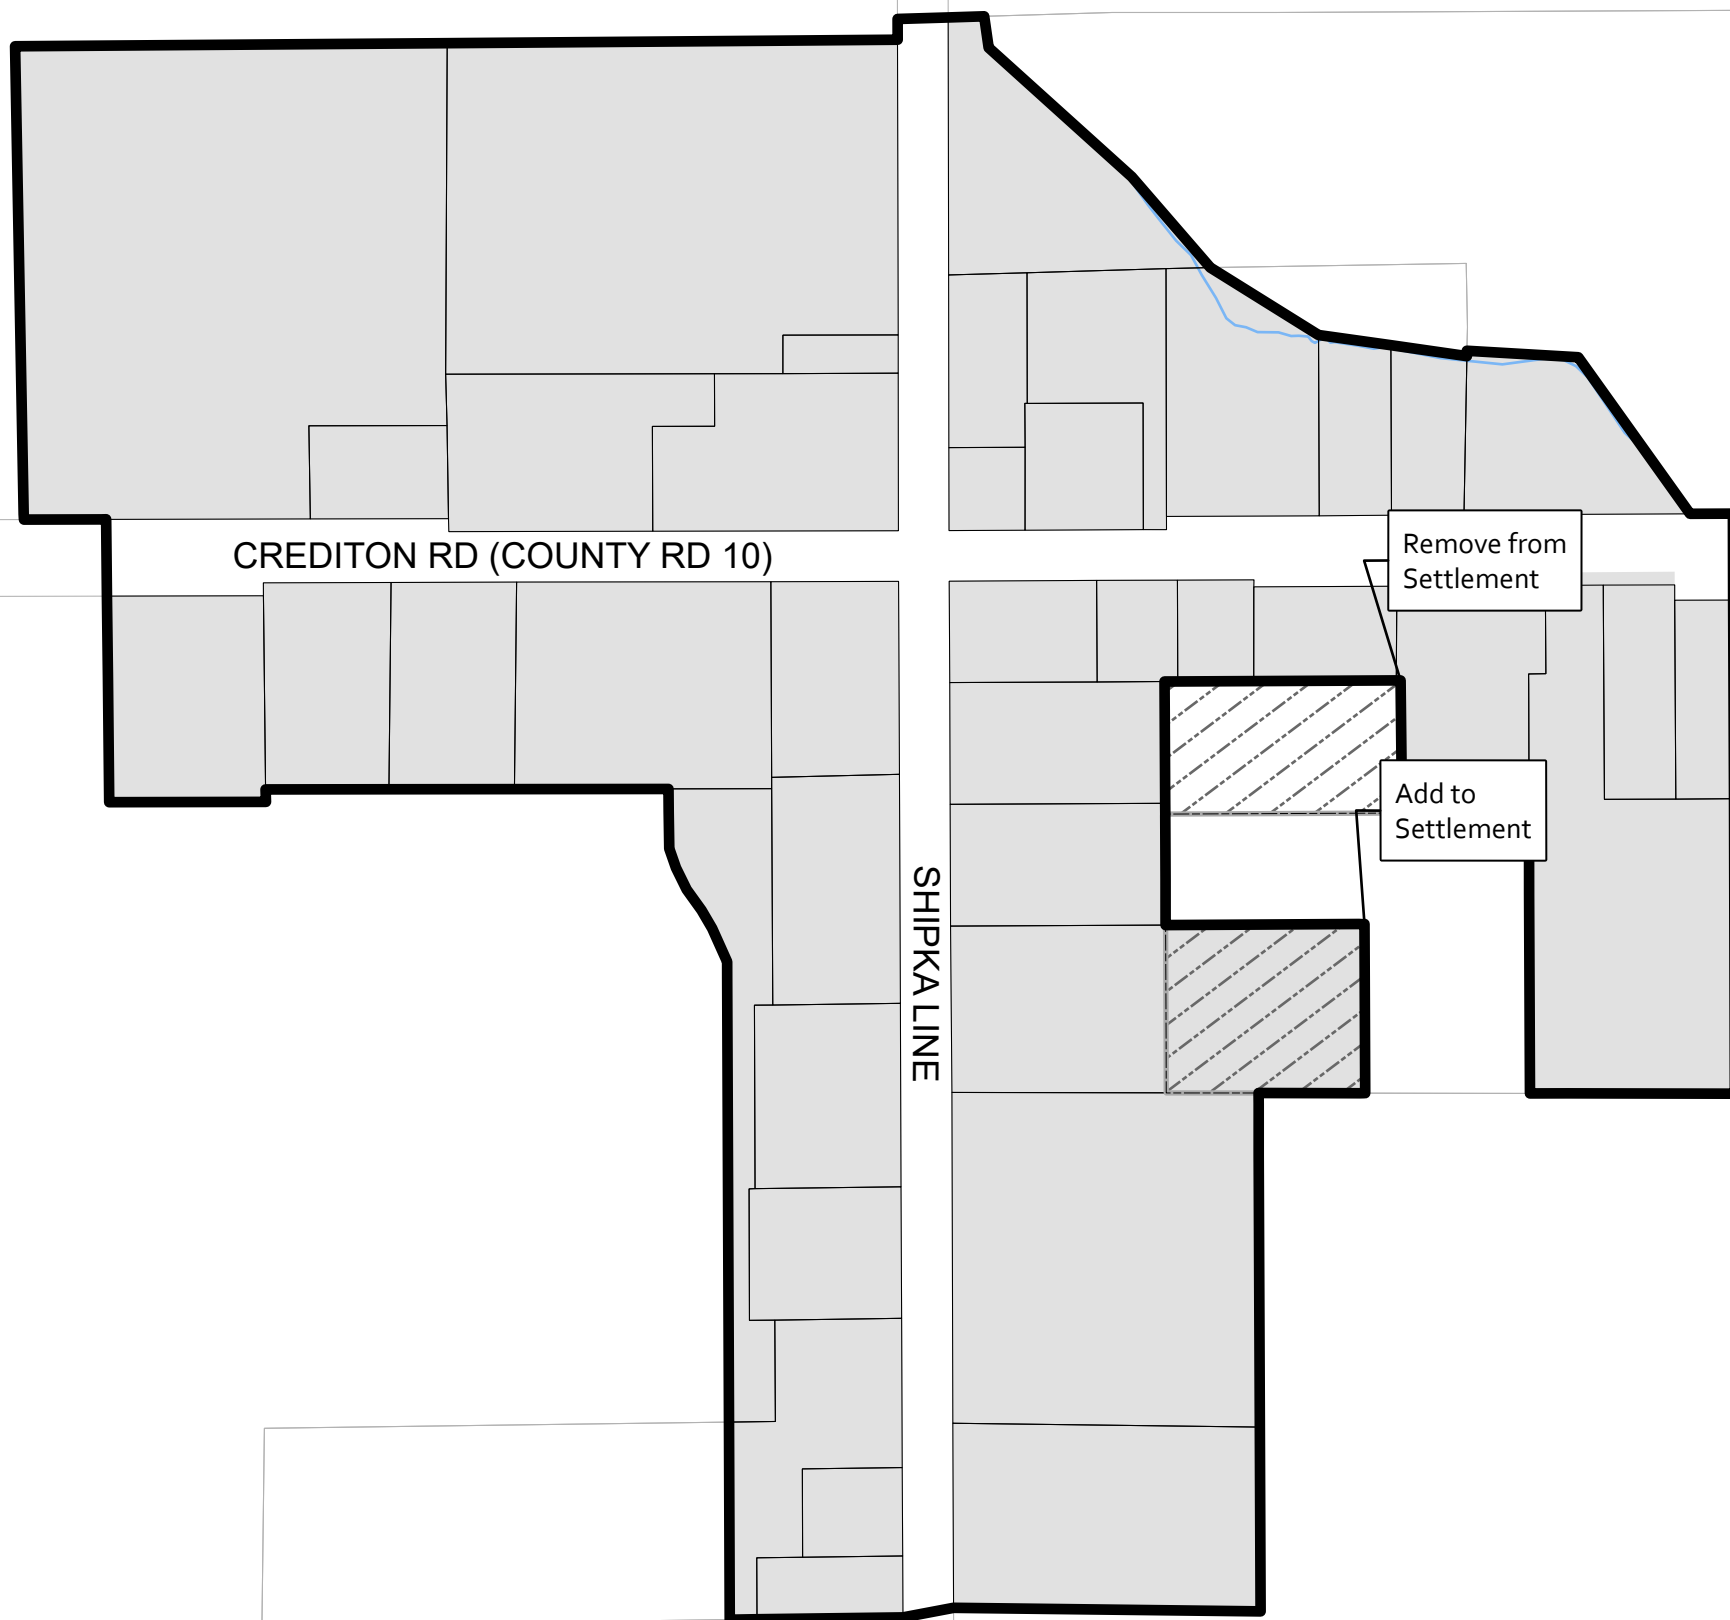 CREDITON RD (COUNTY RD 10)
Remove from
Settlement
Add to
Settlement
SHIPKA LINE